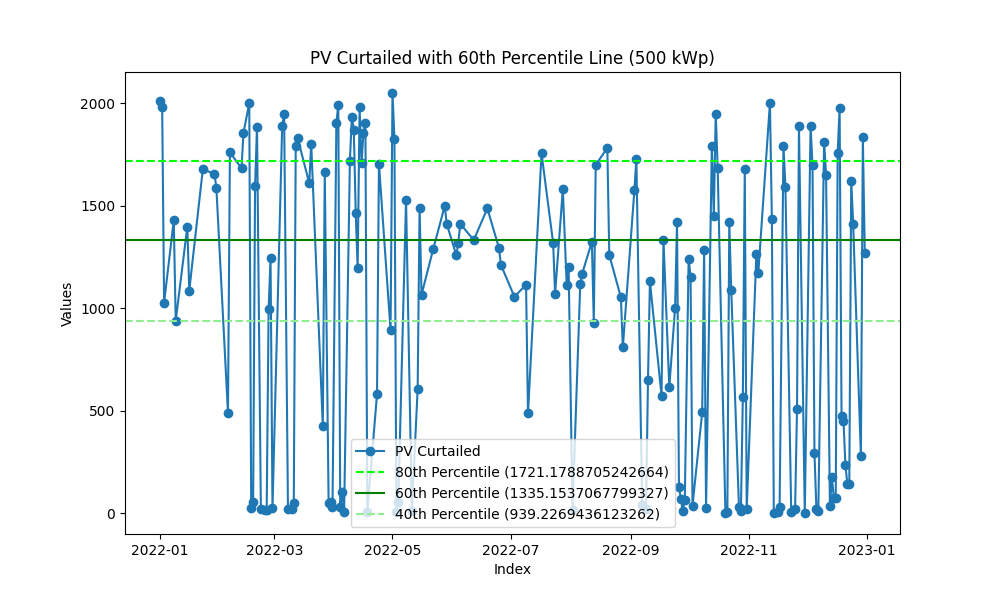 PV Curtailed with 60th Percentile Line (500 kWp)
2000
1500
1000
500
0
Values
PV Curtailed
80th Percentile (1721.1788705242664)
60th Percentile (1335.1537067799327)
40th Percentile (939.2269436123262)
2022-01
2022-03
2022-05
2022-07
2022-09
2022-11
2023-01
Index